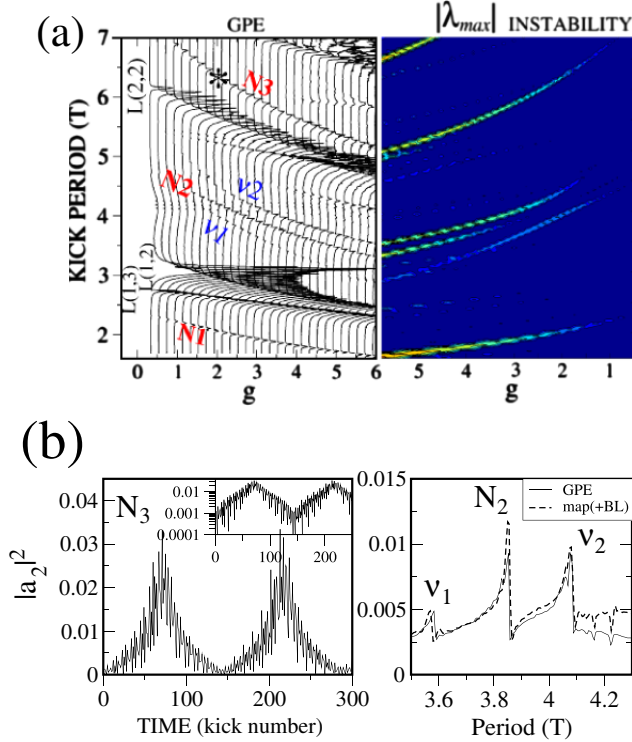 (a)
GPE
|λmax| INSTABILITY
KICK PERIOD (T)
7
6
5
4
3
2
L(2,2)
L(1,2)
L(1,3)
*
N3
N2
ν2
ν1
N1
0 1 2 3 4 5 6
g
5 4 3 2 1
g
(b)
|a2|²
0.04
0.03
0.02
0.01
0
N3
0.01
0.001
0.0001
0 100 200
0 100 200 300
TIME (kick number)
0.015
0.01
0.005
0
N2
GPE
map(+BL)
ν2
ν1
3.6 3.8 4 4.2
Period (T)